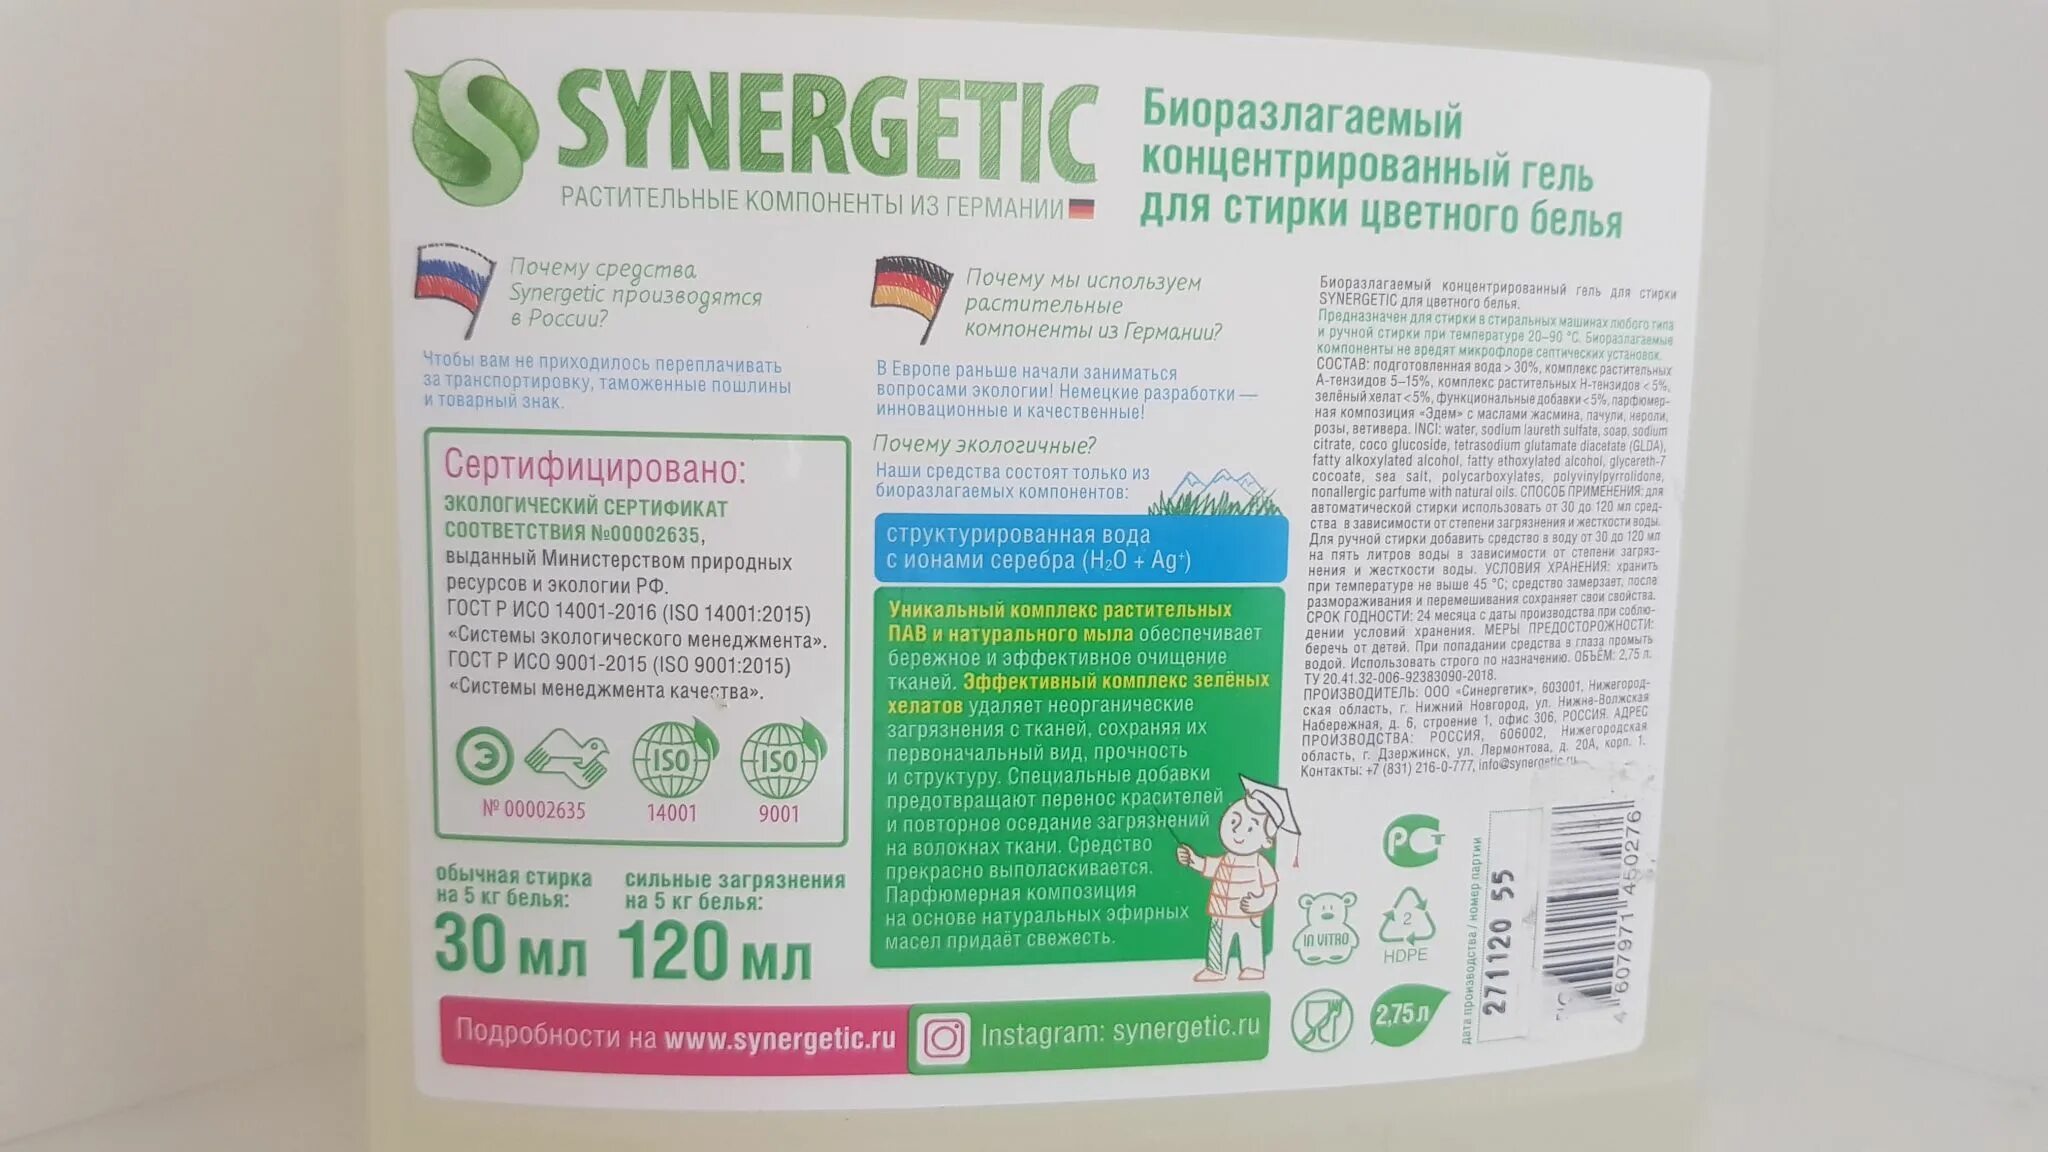 SYNERGETIC
РАСТИТЕЛЬНЫЕ КОМПОНЕНТЫ ИЗ ГЕРМАНИИ
Биоразлагаемый
концентрированный гель
для стирки цветного белья
Почему средства
Synergetic производятся
в России?
Чтобы вам не приходилось переплачивать
за транспортировку, таможенные пошлины
и товарный знак.
Сертифицировано:
ЭКОЛОГИЧЕСКИЙ СЕРТИФИКАТ
СООТВЕТСТВИЯ №00002635,
выданный Министерством природных
ресурсов и экологии РФ.
ГОСТ Р ИСО 14001-2016 (ISO 14001:2015)
«Системы экологического менеджмента».
ГОСТ Р ИСО 9001-2015 (ISO 9001:2015)
«Системы менеджмента качества».
Э
ISO
ISO
№ 00002635
14001
9001
обычная стирка
на 5 кг белья:
30 мл
сильные загрязнения
на 5 кг белья:
120 мл
Почему мы используем
растительные
компоненты из Германии?
В Европе раньше начали заниматься
вопросами экологии! Немецкие разработки —
инновационные и качественные!
Почему экологичные?
Наши средства состоят только из
биоразлагаемых компонентов:
структурированная вода
с ионами серебра (H₂O + Ag⁺)
Уникальный комплекс растительных
ПАВ и натурального мыла обеспечивает
бережное и эффективное очищение
тканей. Эффективный комплекс зелёных
хелатов удаляет неорганические
загрязнения с тканей, сохраняя их
первоначальный вид, прочность
и структуру. Специальные добавки
предотвращают перенос красителей
и повторное оседание загрязнений
на волокнах ткани. Средство
прекрасно выполаскивается.
Парфюмерная композиция
на основе натуральных эфирных
масел придаёт свежесть.
Подробности на www.synergetic.ru
Instagram: synergetic.ru
Биоразлагаемый концентрированный гель для стирки
SYNERGETIC для цветного белья.
Предназначен для стирки в стиральных машинах любого типа
и ручной стирки при температуре 20–90 °C. Биоразлагаемые
компоненты не вредят микрофлоре септических установок.
СОСТАВ: подготовленная вода > 30%, комплекс растительных
А-тензидов 5–15%, комплекс растительных Н-тензидов < 5%,
зелёный хелат <5%, функциональные добавки <5%, парфюмер-
ная композиция «Эдем» с маслами жасмина, пачули, нероли,
розы, ветивера. INCI: water, sodium laureth sulfate, soap, sodium
citrate, coco glucoside, tetrasodium glutamate diacetate (GLDA),
fatty alkoxylated alcohol, fatty ethoxylated alcohol, glycereth-7
cocoate, sea salt, polycarboxylates, polyvinylpyrrolidone,
nonallergic parfume with natural oils. СПОСОБ ПРИМЕНЕНИЯ: для
автоматической стирки использовать от 30 до 120 мл сред-
ства в зависимости от степени загрязнения и жесткости воды.
Для ручной стирки добавить средство в воду от 30 до 120 мл
на пять литров воды в зависимости от степени загряз-
нения и жесткости воды. УСЛОВИЯ ХРАНЕНИЯ: хранить
при температуре не выше 45 °C; средство замерзает, после
размораживания и перемешивания сохраняет свои свойства.
СРОК ГОДНОСТИ: 24 месяца с даты производства при соблю-
дении условий хранения. МЕРЫ ПРЕДОСТОРОЖНОСТИ:
беречь от детей. При попадании средства в глаза промыть
водой. Использовать строго по назначению. ОБЪЁМ: 2,75 л.
ТУ 20.41.32-006-92383090-2018.
ПРОИЗВОДИТЕЛЬ: ООО «Синергетик», 603001, Нижегород-
ская область, г. Нижний Новгород, ул. Нижне-Волжская
Набережная, д. 6, строение 1, офис 306, РОССИЯ. АДРЕС
ПРОИЗВОДСТВА: РОССИЯ, 606002, Нижегородская
область, г. Дзержинск, ул. Лермонтова, д. 20А, корп. 1.
Контакты: +7 (831) 216-0-777, info@synergetic.ru
РСТ
IN VITRO
2
HDPE
2,75 л
дата производства / номер партии
271120 55
4 607971 450276